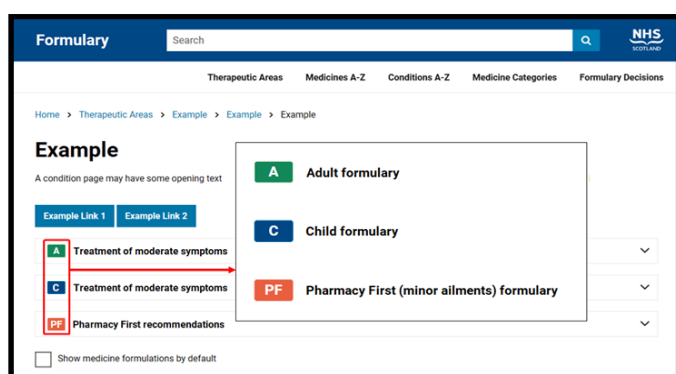 Formulary
Search
NHS
SCOTLAND
Therapeutic Areas Medicines A-Z Conditions A-Z Medicine Categories Formulary Decisions
Home > Therapeutic Areas > Example > Example > Example
Example
A condition page may have some opening text
Example Link 1 Example Link 2
A Treatment of moderate symptoms
C Treatment of moderate symptoms
PF Pharmacy First recommendations
Show medicine formulations by default
A Adult formulary
C Child formulary
PF Pharmacy First (minor ailments) formulary